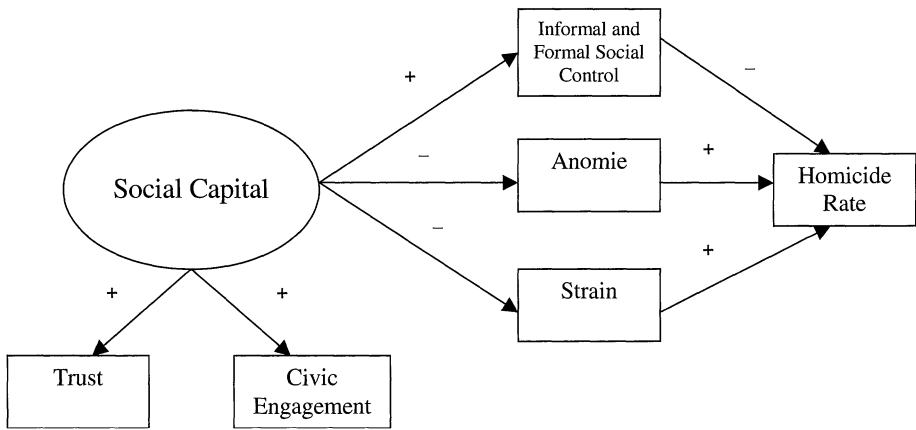 Informal and
Formal Social
Control
+
–
Anomie
–
+
Social Capital
Homicide
Rate
–
+
Strain
+
+
Trust
Civic
Engagement